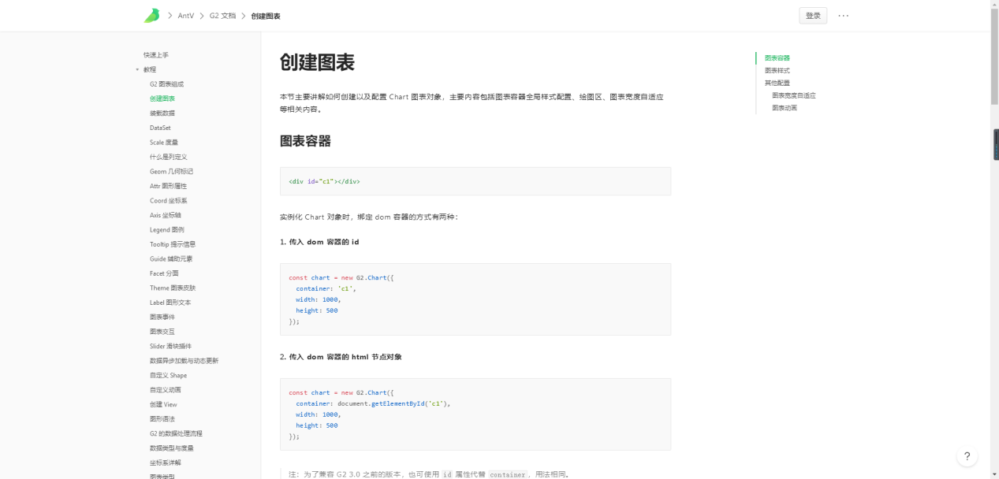 AntV > G2 文档 > 创建图表
登录
···
快速上手
教程
G2 图表组成
创建图表
装载数据
DataSet
Scale 度量
什么是列定义
Geom 几何标记
Attr 图形属性
Coord 坐标系
Axis 坐标轴
Legend 图例
Tooltip 提示信息
Guide 辅助元素
Facet 分面
Theme 图表皮肤
Label 图形文本
图表事件
图表交互
Slider 滑块插件
数据异步加载与动态更新
自定义 Shape
自定义动画
创建 View
图形语法
G2 的数据处理流程
数据类型与度量
坐标系详解
图表类型
创建图表
本节主要讲解如何创建以及配置 Chart 图表对象，主要内容包括图表容器全局样式配置、绘图区、图表宽度自适应
等相关内容。
图表容器
<div id="c1"></div>
实例化 Chart 对象时，绑定 dom 容器的方式有两种：
1. 传入 dom 容器的 id
const chart = new G2.Chart({
container: 'c1',
width: 1000,
height: 500
});
2. 传入 dom 容器的 html 节点对象
const chart = new G2.Chart({
container: document.getElementById('c1'),
width: 1000,
height: 500
});
注：为了兼容 G2 3.0 之前的版本，也可使用 id 属性代替 container，用法相同。
图表容器
图表样式
其他配置
图表宽度自适应
图表动画
?